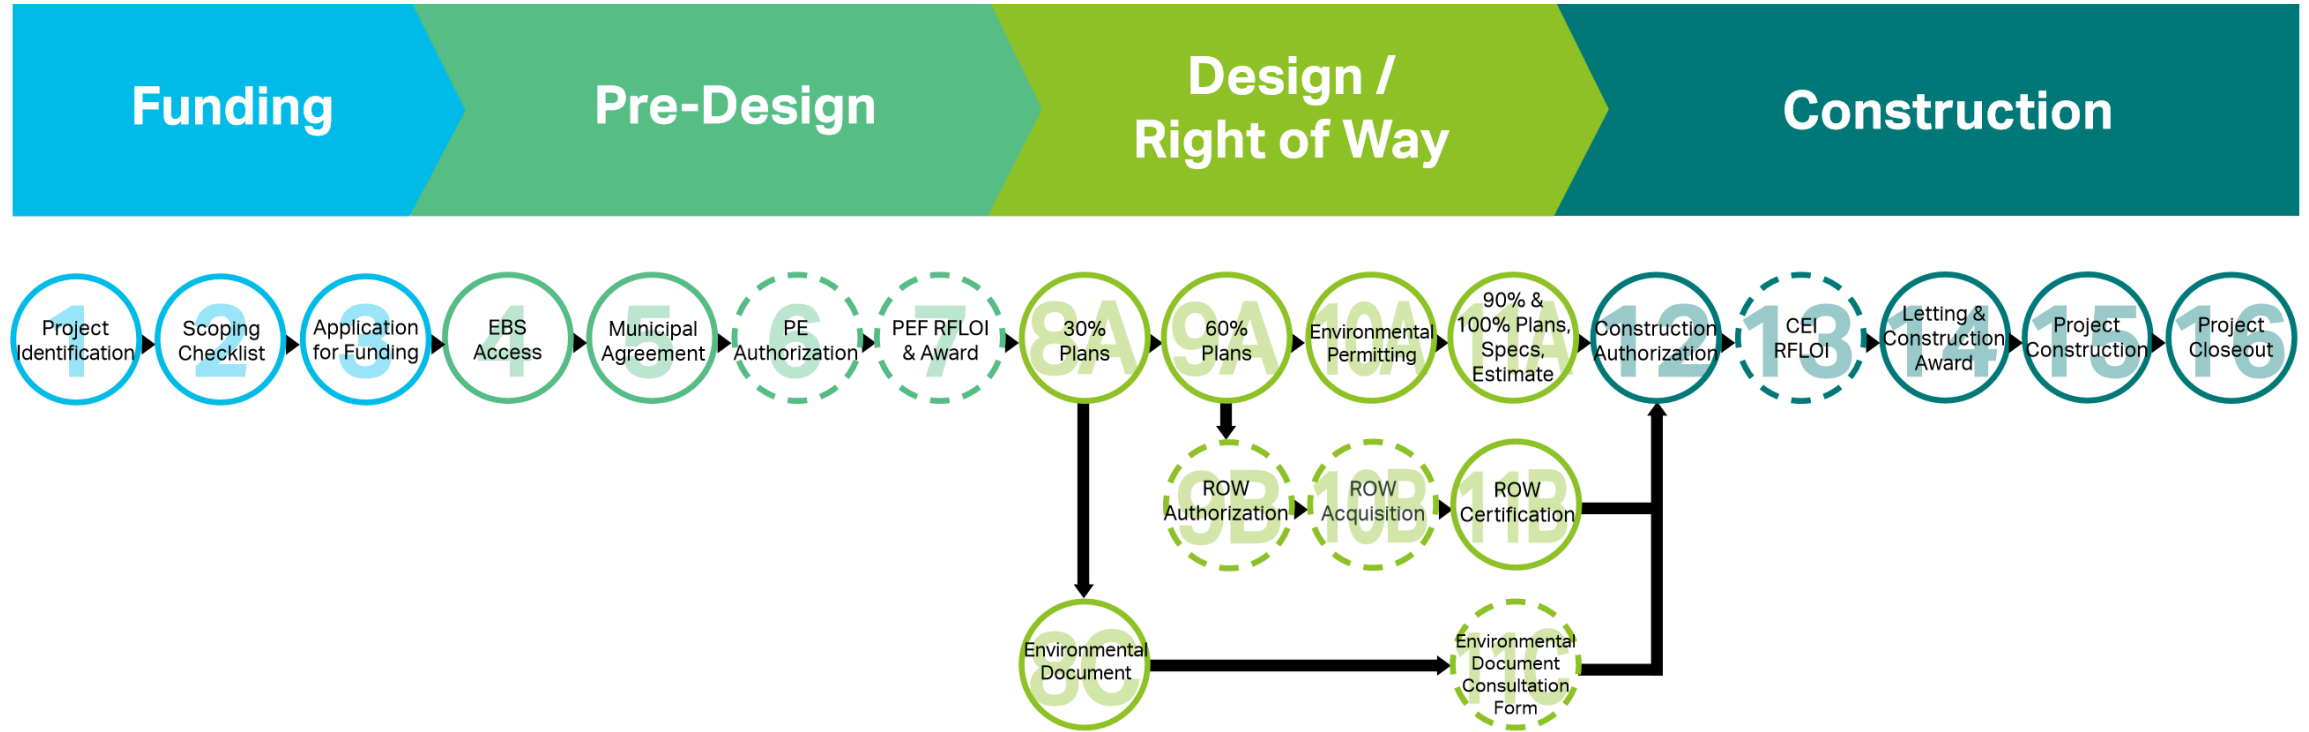 Funding
Pre-Design
Design /
Right of Way
Construction
1
Project
Identification
2
Scoping
Checklist
3
Application
for Funding
4
EBS
Access
5
Municipal
Agreement
6
PE
Authorization
7
PEF RFLOI
& Award
8A
30%
Plans
9A
60%
Plans
10A
Environmental
Permitting
11A
90% &
100% Plans,
Specs,
Estimate
12
Construction
Authorization
13
CEI
RFLOI
14
Letting &
Construction
Award
15
Project
Construction
16
Project
Closeout
9B
ROW
Authorization
10B
ROW
Acquisition
11B
ROW
Certification
8C
Environmental
Document
11C
Environmental
Document
Consultation
Form